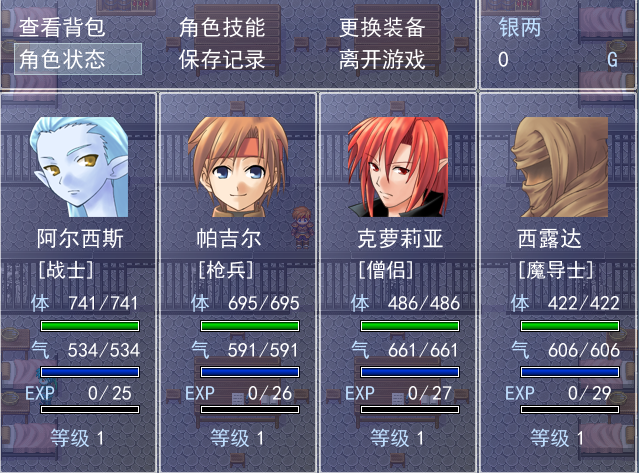 查看背包 角色技能 更换装备 银两
角色状态 保存记录 离开游戏 0 G
阿尔西斯 帕吉尔 克萝莉亚 西露达
[战士] [枪兵] [僧侣] [魔导士]
体 741/741 体 695/695 体 486/486 体 422/422
气 534/534 气 591/591 气 661/661 气 606/606
EXP 0/25 EXP 0/26 EXP 0/27 EXP 0/29
等级 1 等级 1 等级 1 等级 1